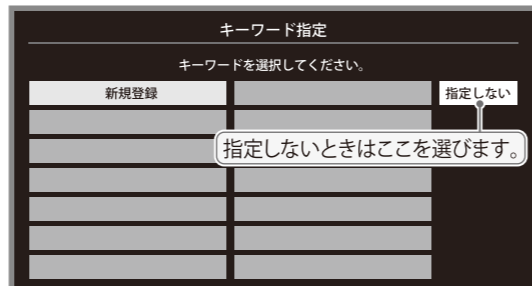 キーワード指定
キーワードを選択してください。
新規登録
指定しない
指定しないときはここを選びます。